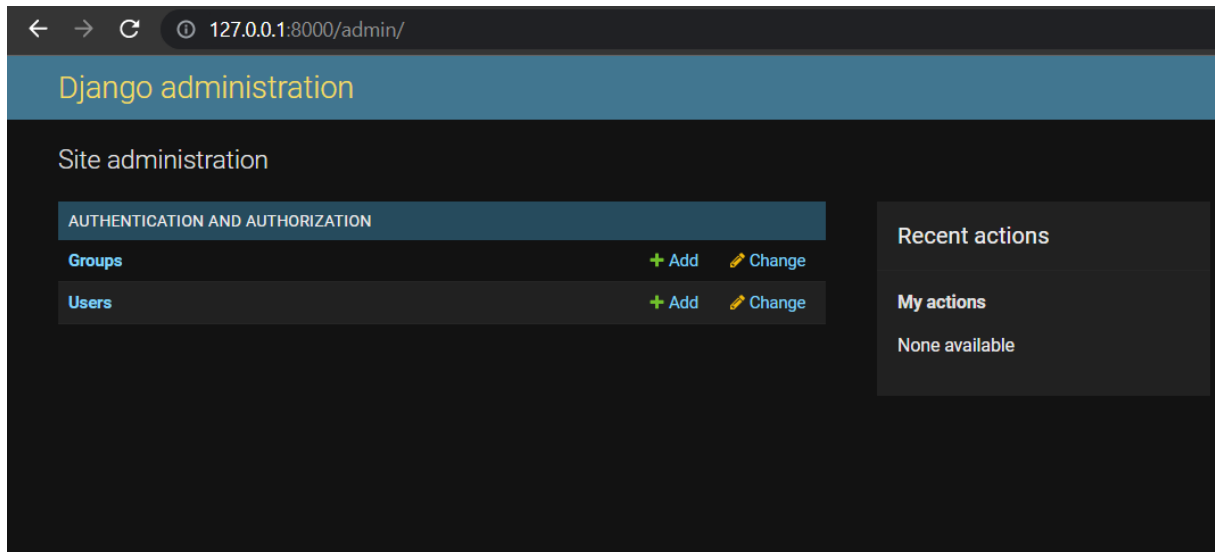 127.0.0.1:8000/admin/
Django administration
Site administration
AUTHENTICATION AND AUTHORIZATION
Groups Add Change
Users Add Change
Recent actions
My actions
None available